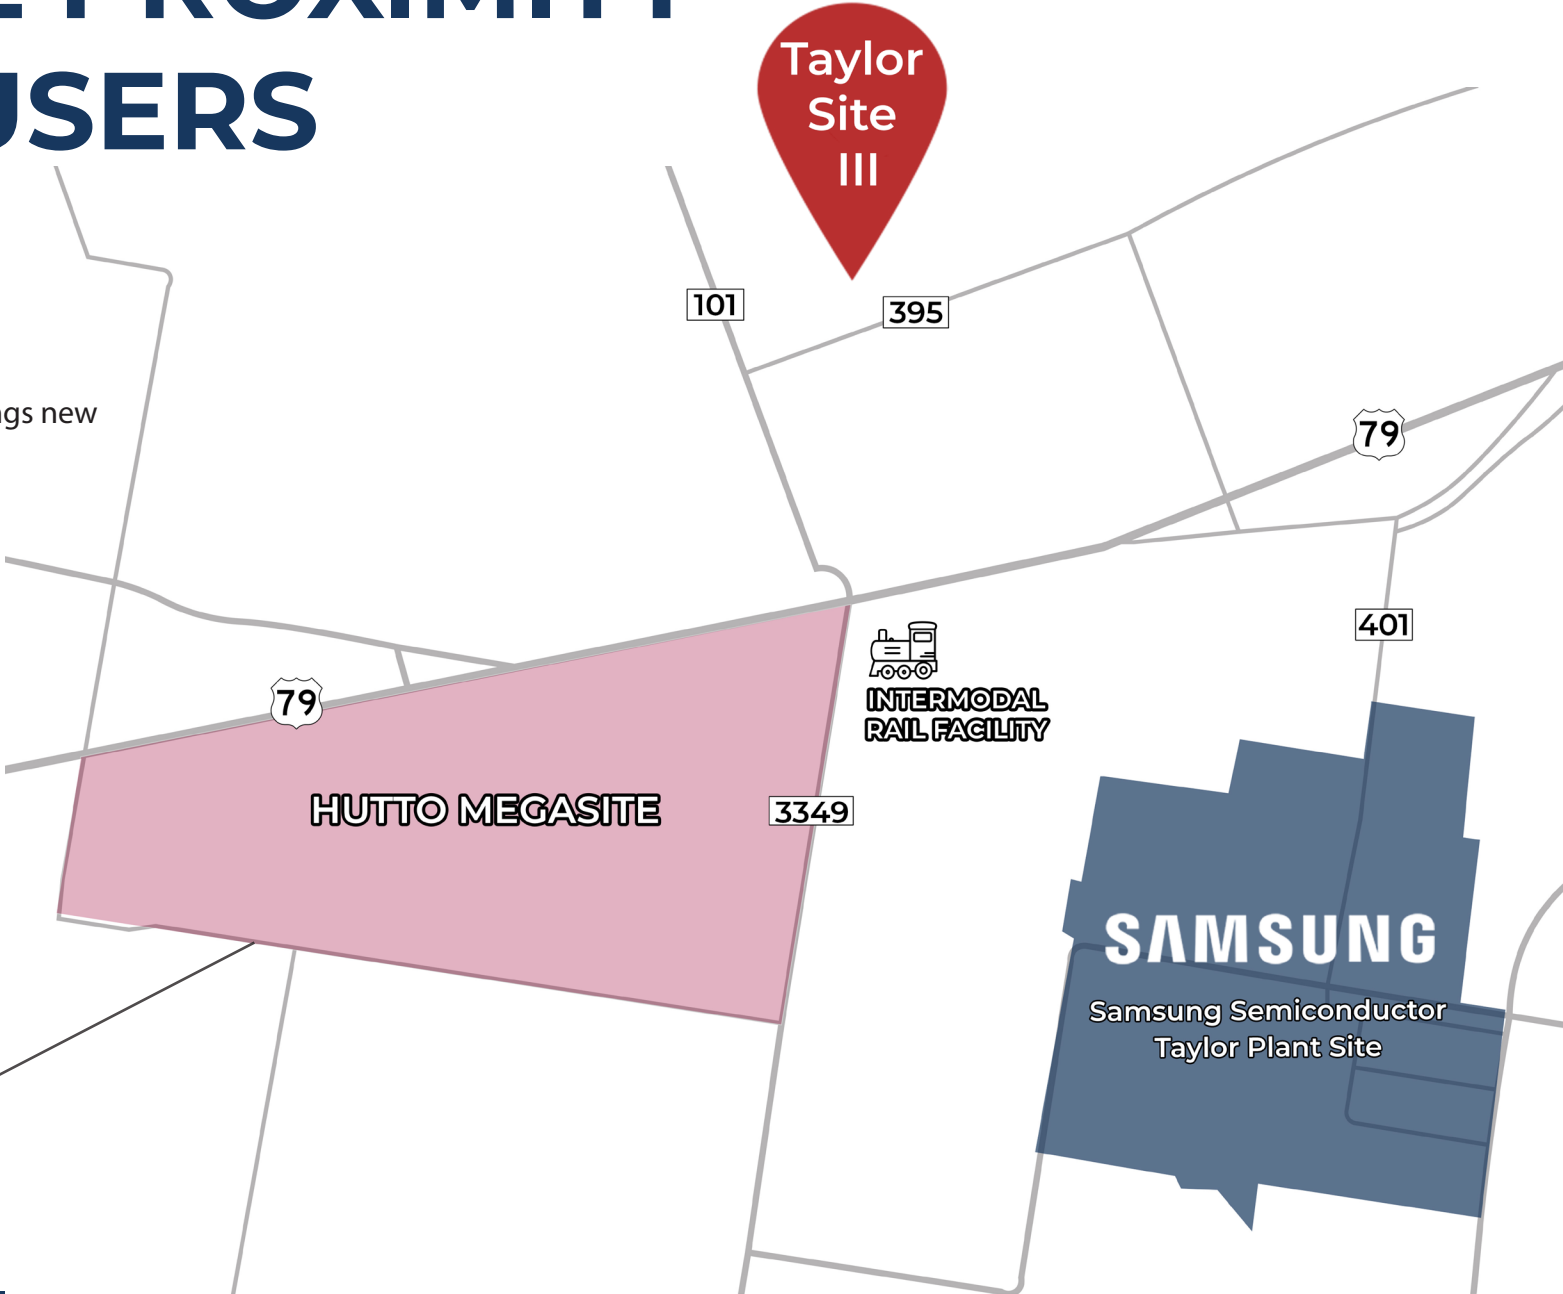 PROXIMITY
USERS
Taylor
Site
III
101
395
new
79
401
79
INTERMODAL
RAIL FACILITY
HUTTO MEGASITE
3349
SAMSUNG
Samsung Semiconductor
Taylor Plant Site